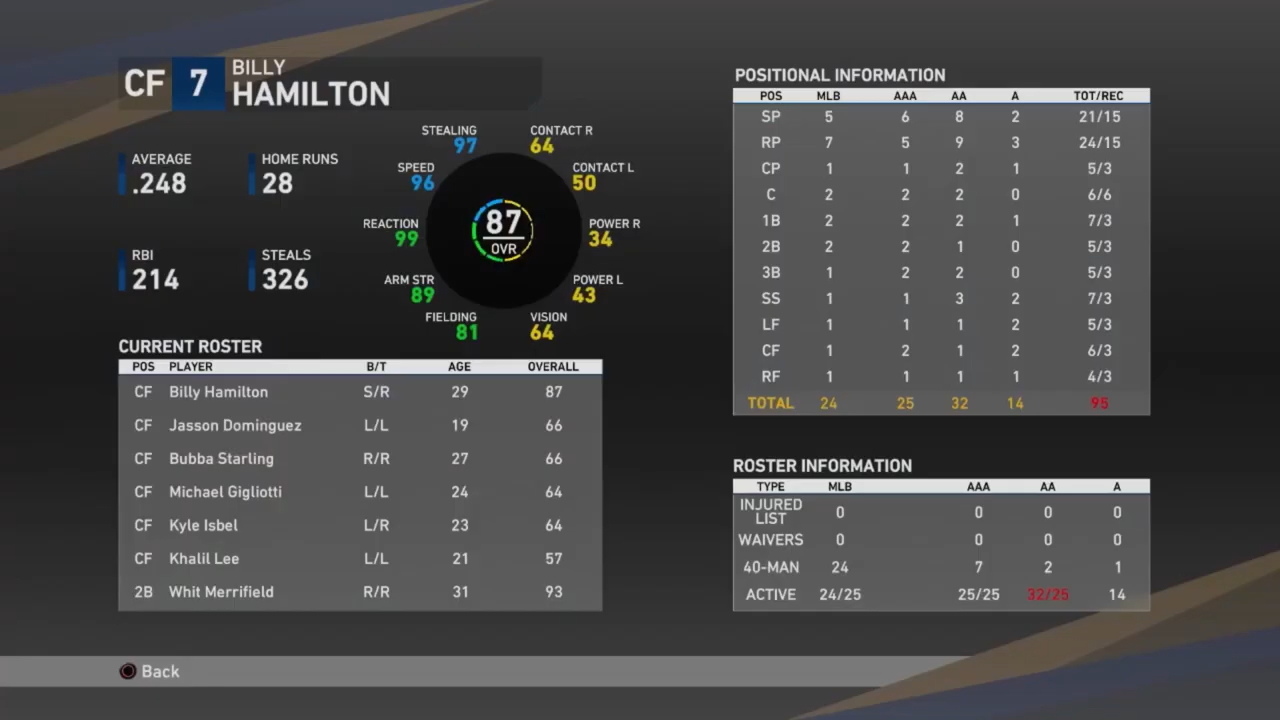 CF 7 BILLY HAMILTON
AVERAGE
.248
HOME RUNS
28
RBI
214
STEALS
326
STEALING
97
SPEED
96
REACTION
99
ARM STR
89
FIELDING
81
CONTACT R
64
CONTACT L
50
POWER R
34
POWER L
43
VISION
64
87
OVR
CURRENT ROSTER
POS PLAYER B/T AGE OVERALL
CF Billy Hamilton S/R 29 87
CF Jasson Dominguez L/L 19 66
CF Bubba Starling R/R 27 66
CF Michael Gigliotti L/L 24 64
CF Kyle Isbel L/R 23 64
CF Khalil Lee L/L 21 57
2B Whit Merrifield R/R 31 93
POSITIONAL INFORMATION
POS MLB AAA AA A TOT/REC
SP 5 6 8 2 21/15
RP 7 5 9 3 24/15
CP 1 1 2 1 5/3
C 2 2 2 0 6/6
1B 2 2 2 1 7/3
2B 2 2 1 0 5/3
3B 1 2 2 0 5/3
SS 1 1 3 2 7/3
LF 1 1 1 2 5/3
CF 1 2 1 2 6/3
RF 1 1 1 1 4/3
TOTAL 24 25 32 14 95
ROSTER INFORMATION
TYPE MLB AAA AA A
INJURED LIST 0 0 0 0
WAIVERS 0 0 0 0
40-MAN 24 7 2 1
ACTIVE 24/25 25/25 32/25 14
Back